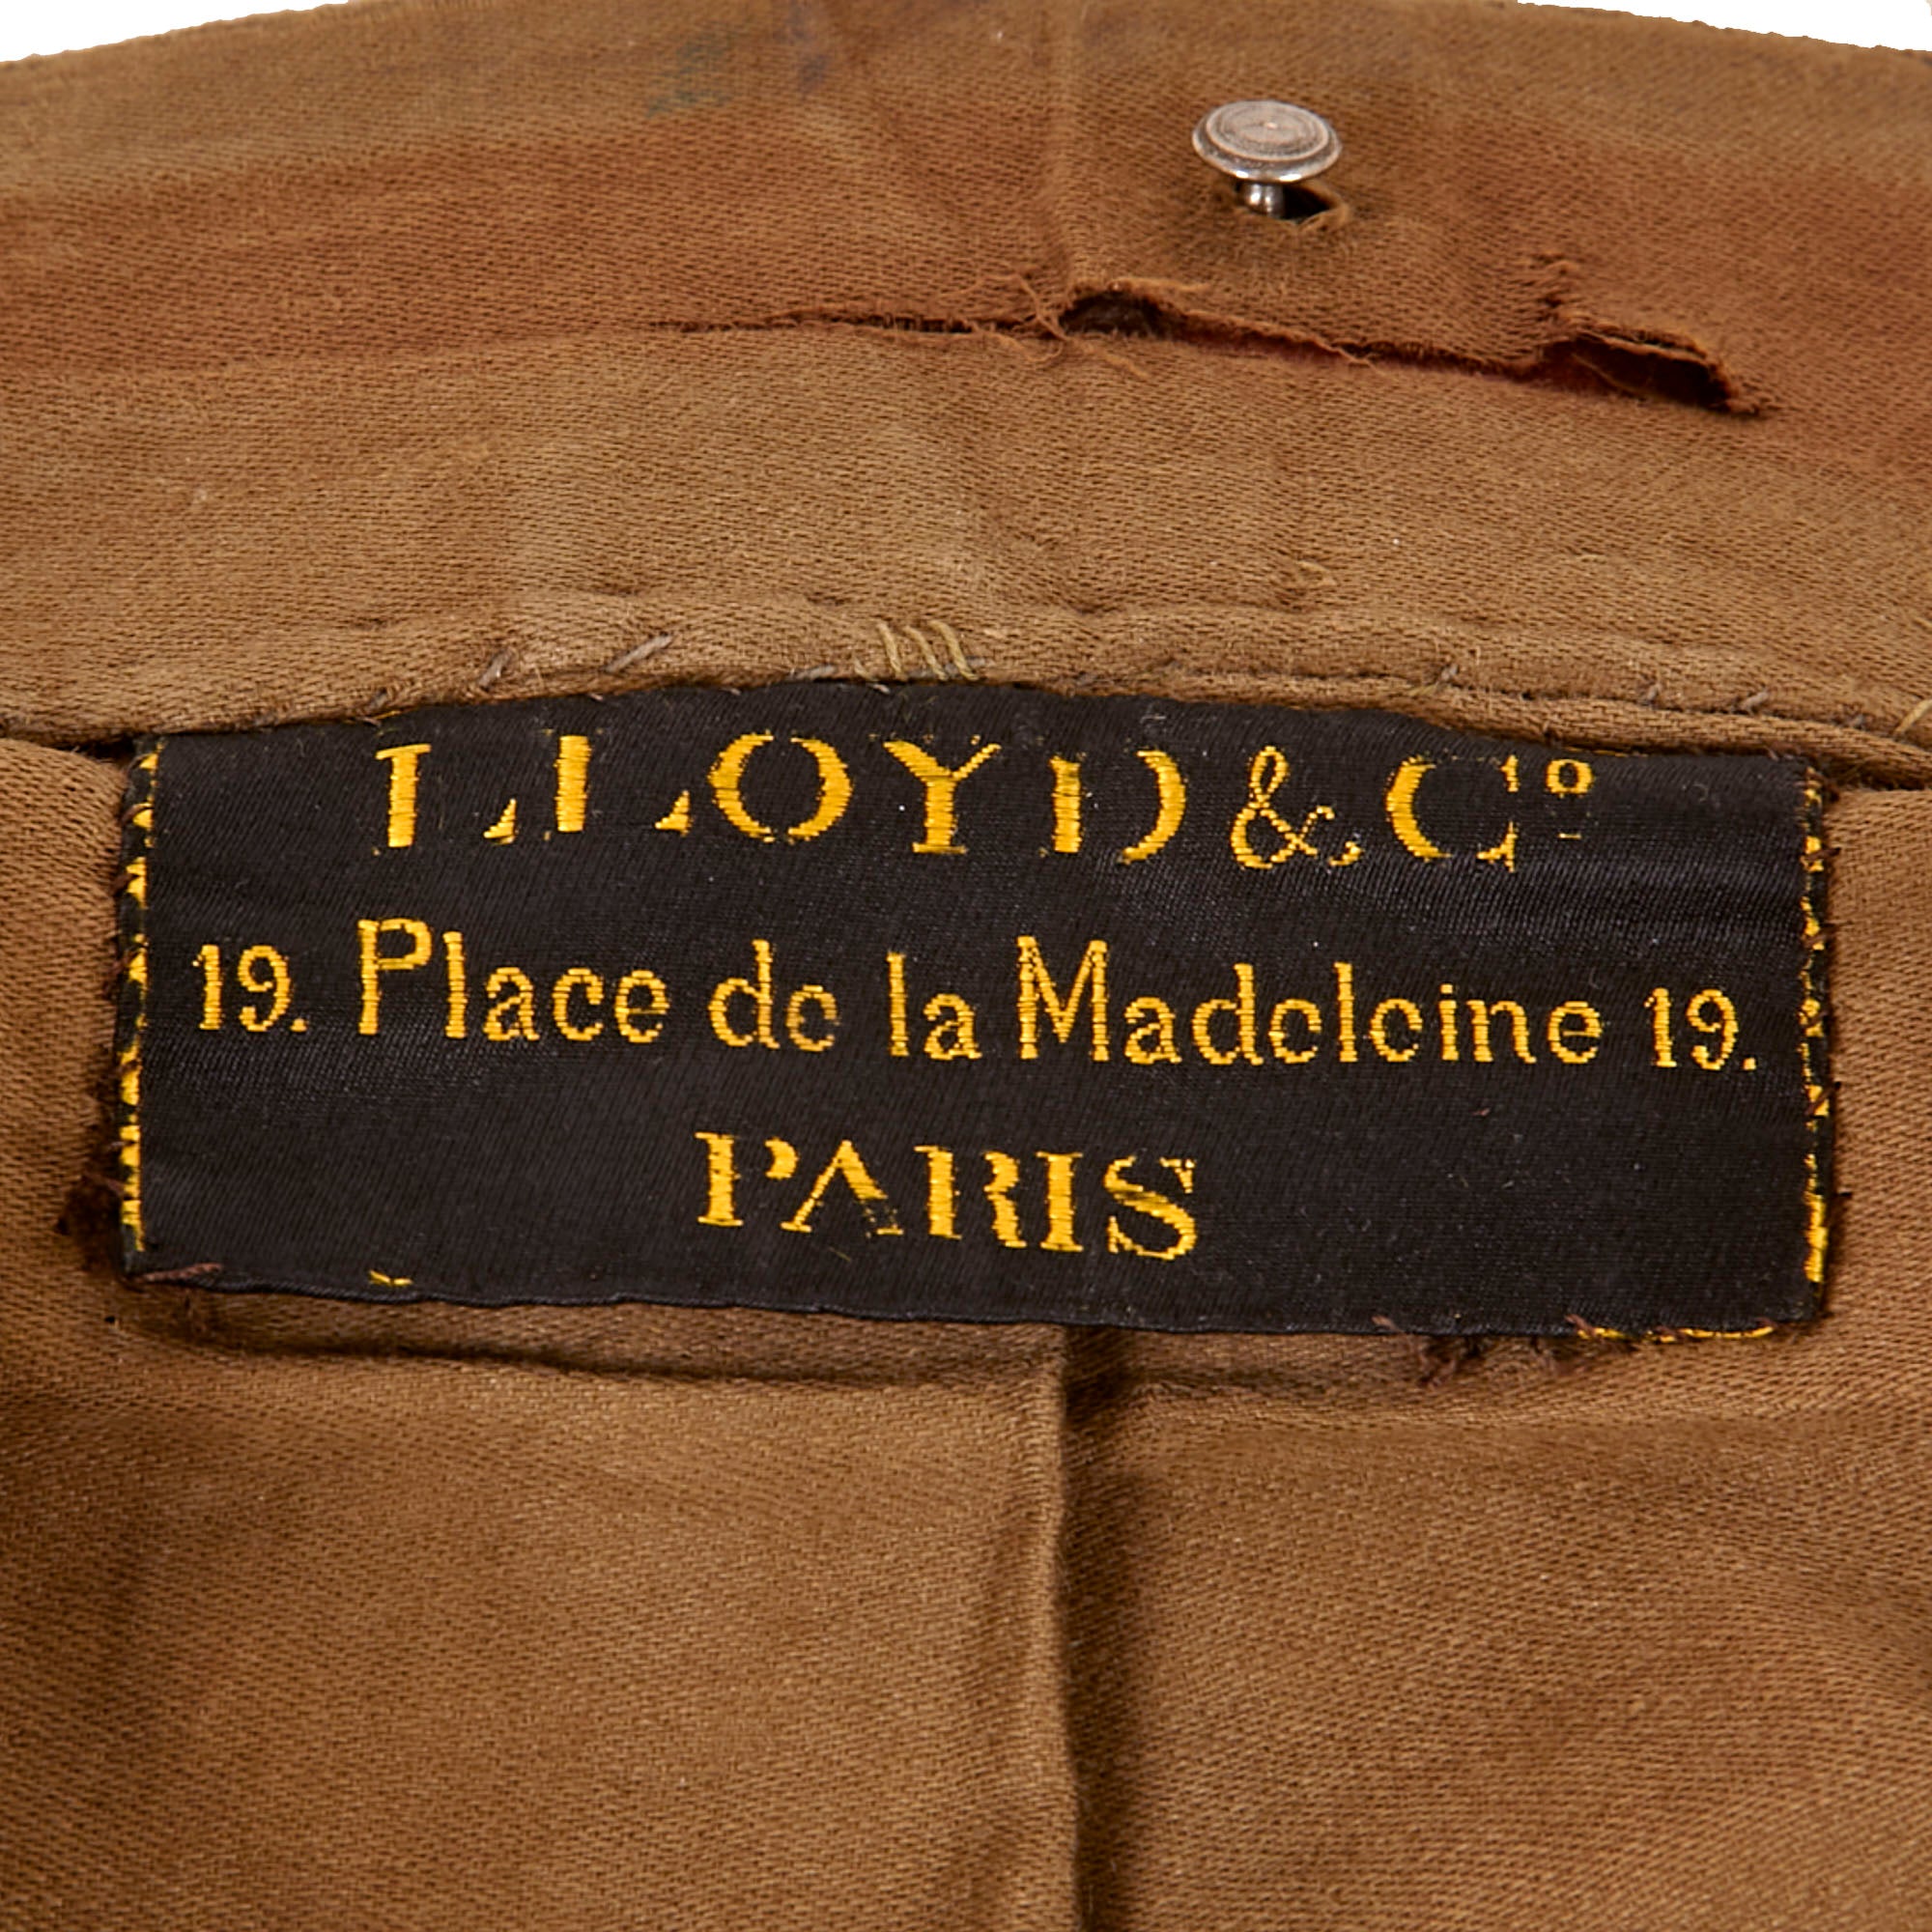 LLOYD & Cº
19. Place de la Madeleine 19.
PARIS